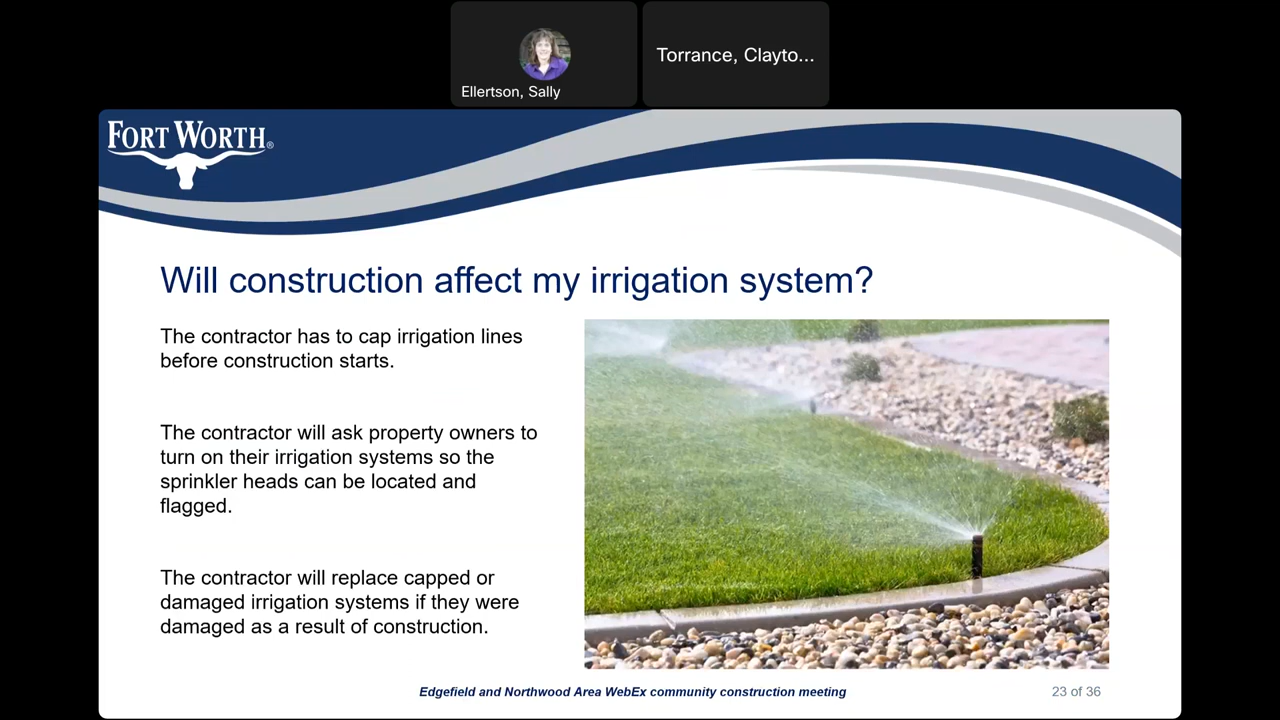 Ellertson, Sally
Torrance, Clayto...
FORT WORTH®
Will construction affect my irrigation system?
The contractor has to cap irrigation lines
before construction starts.
The contractor will ask property owners to
turn on their irrigation systems so the
sprinkler heads can be located and
flagged.
The contractor will replace capped or
damaged irrigation systems if they were
damaged as a result of construction.
Edgefield and Northwood Area WebEx community construction meeting
23 of 36